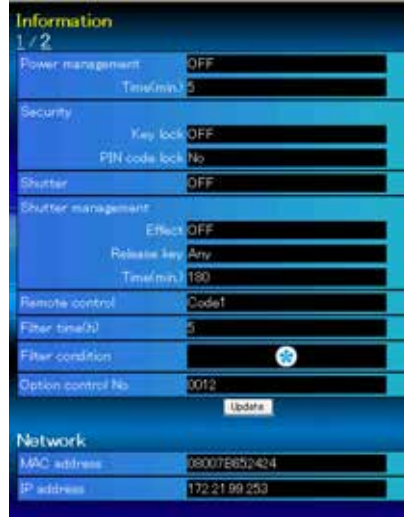 Information
1/2
Power management OFF
Time(min.) 5
Security
Key lock OFF
PIN code lock No
Shutter OFF
Shutter management
Effect OFF
Release key Any
Time(min.) 180
Remote control Code1
Filter time(h) 5
Filter condition
Option control No 0012
Update
Network
MAC address 08007B652424
IP address 172.21.99.253